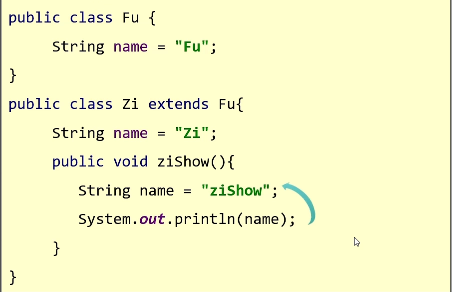 public class Fu {
String name = "Fu";
}
public class Zi extends Fu{
String name = "Zi";
public void ziShow(){
String name = "ziShow";
System.out.println(name);
}
}